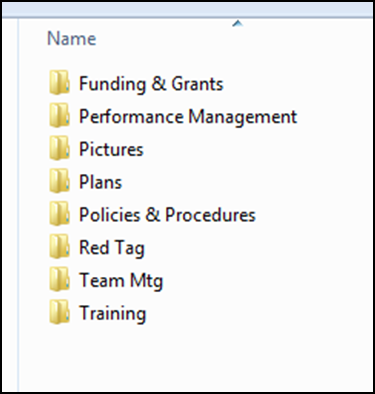 Name
Funding & Grants
Performance Management
Pictures
Plans
Policies & Procedures
Red Tag
Team Mtg
Training